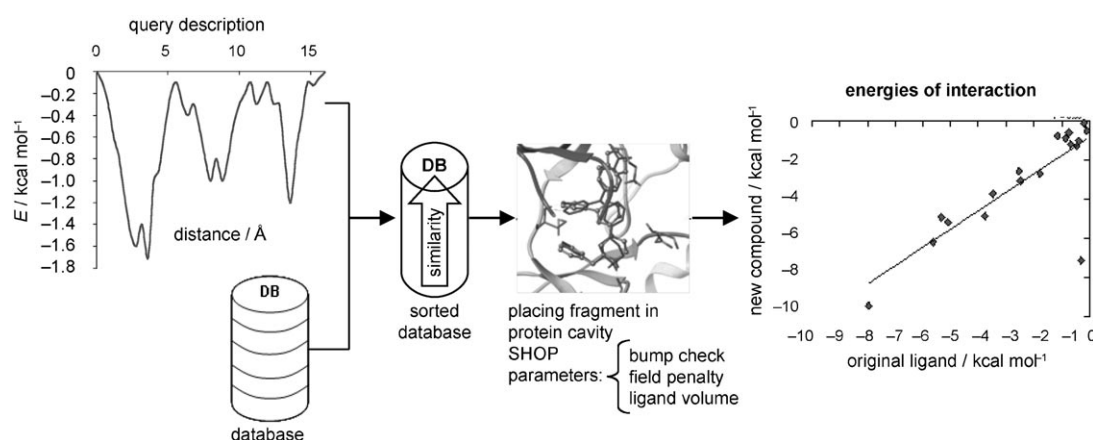 query description
0 5 10 15
0
–0.2
–0.4
–0.6
–0.8
–1.0
–1.2
–1.4
–1.6
–1.8
E / kcal mol⁻¹
distance / Å
DB
database
DB
similarity
sorted
database
placing fragment in
protein cavity
SHOP
parameters:
bump check
field penalty
ligand volume
energies of interaction
0
–2
–4
–6
–8
–10
new compound / kcal mol⁻¹
–10 –9 –8 –7 –6 –5 –4 –3 –2 –1 0
original ligand / kcal mol⁻¹